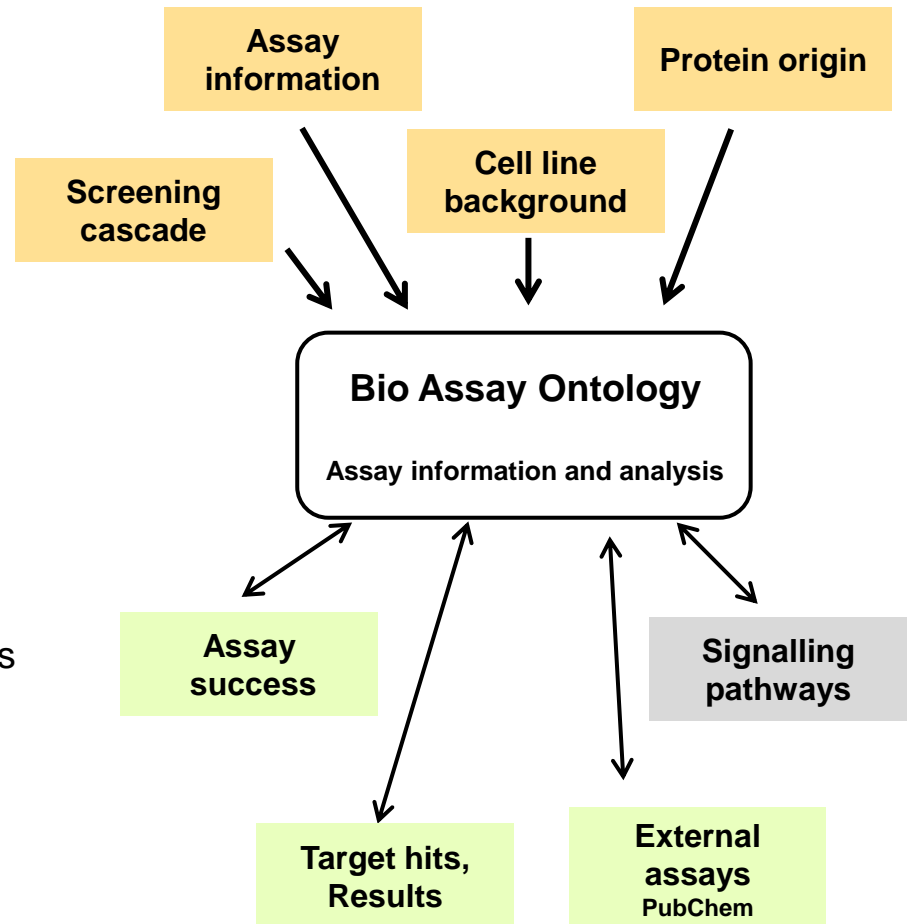 Assay
information
Protein origin
Cell line
background
Screening
cascade
Bio Assay Ontology
Assay information and analysis
s
Assay
success
Signalling
pathways
Target hits,
Results
External
assays
PubChem